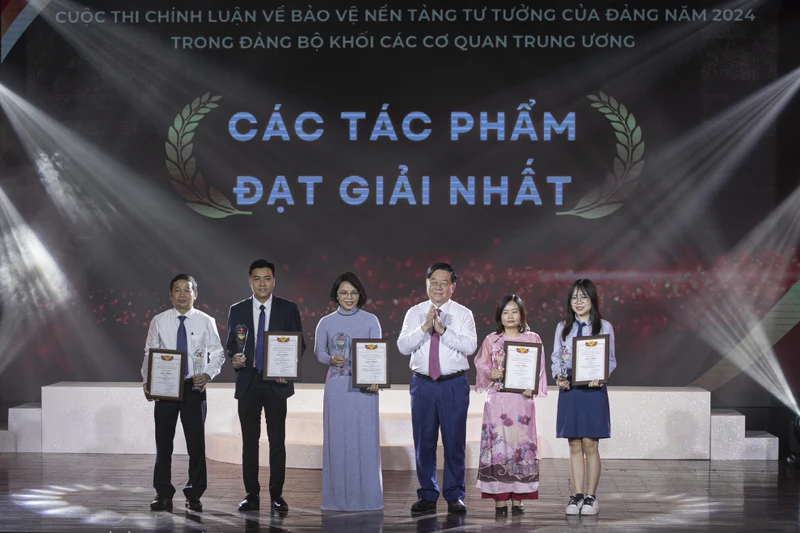 CUỘC THI CHÍNH LUẬN VỀ BẢO VỆ NỀN TẢNG TƯ TƯỞNG CỦA ĐẢNG NĂM 2024
TRONG ĐẢNG BỘ KHỐI CÁC CƠ QUAN TRUNG ƯƠNG
CÁC TÁC PHẨM
ĐẠT GIẢI NHẤT